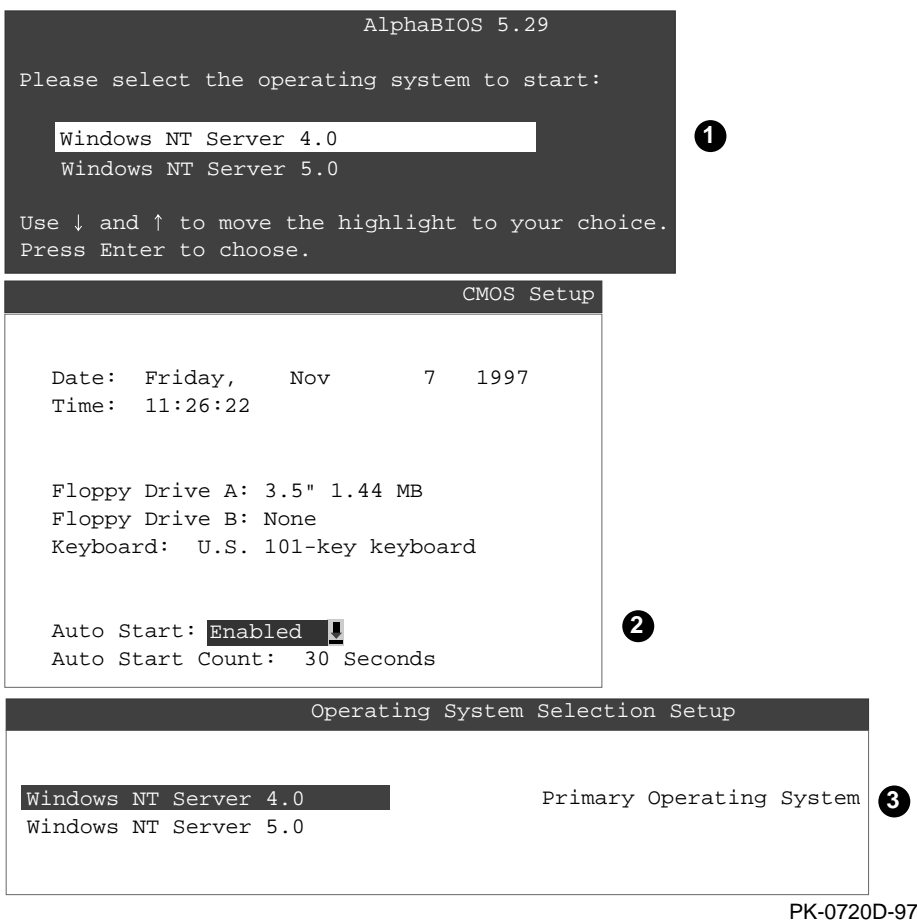 AlphaBIOS 5.29
Please select the operating system to start:
Windows NT Server 4.0
1
Windows NT Server 5.0
Use ↓ and ↑ to move the highlight to your choice.
Press Enter to choose.
CMOS Setup
Date: Friday, Nov 7 1997
Time: 11:26:22
Floppy Drive A: 3.5" 1.44 MB
Floppy Drive B: None
Keyboard: U.S. 101-key keyboard
Auto Start: Enabled
2
Auto Start Count: 30 Seconds
Operating System Selection Setup
Windows NT Server 4.0 Primary Operating System
3
Windows NT Server 5.0
PK-0720D-97